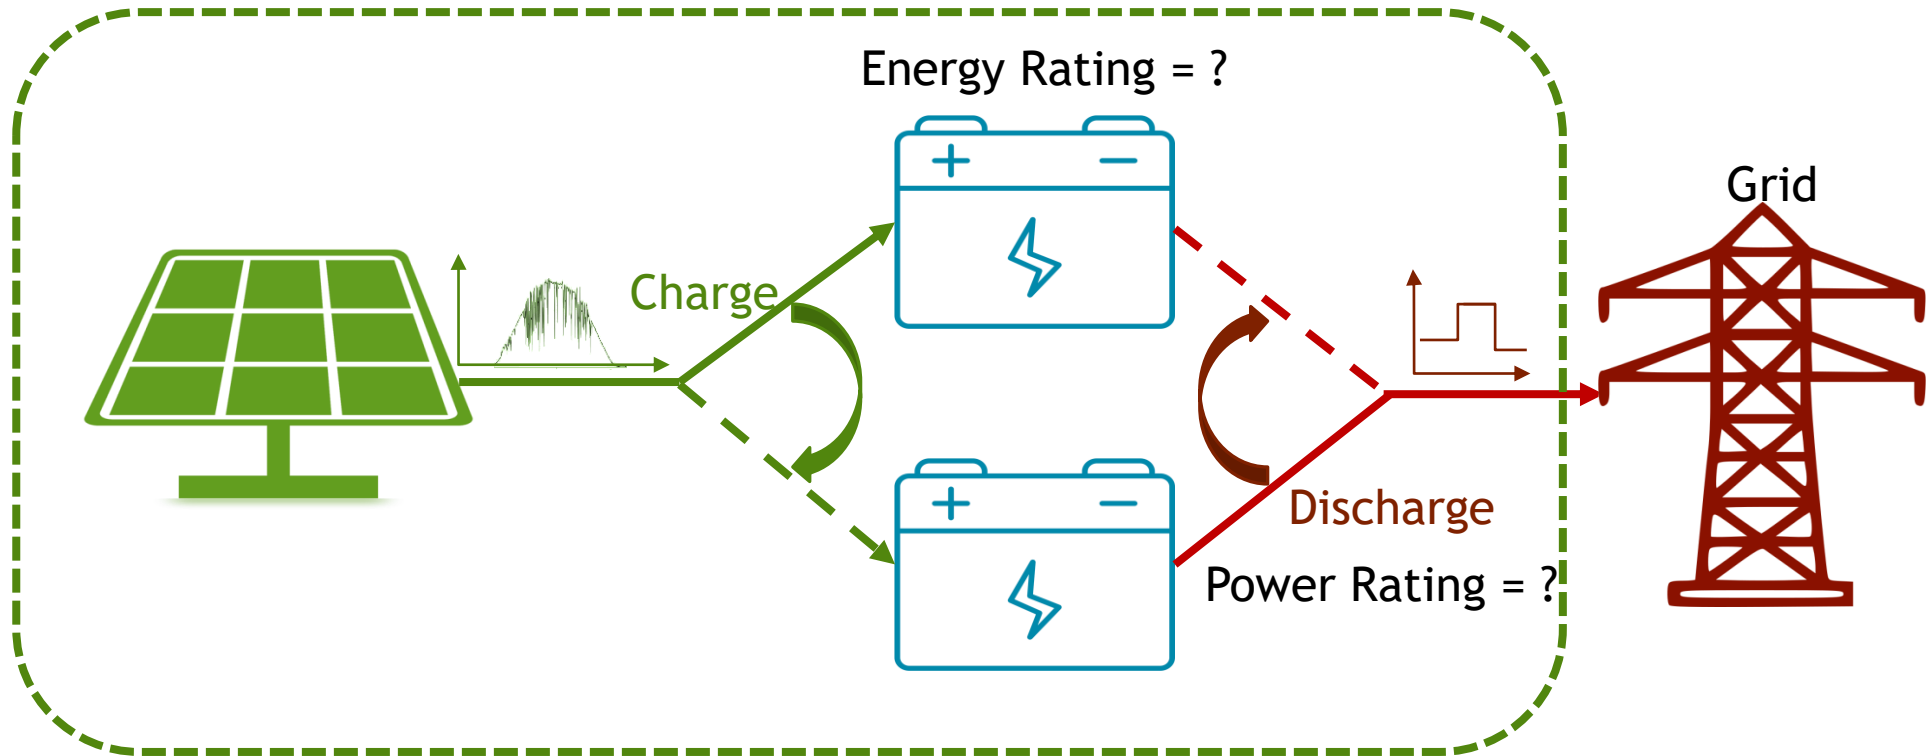 Energy Rating = ?
Grid
Charge
Discharge
Power Rating = ?